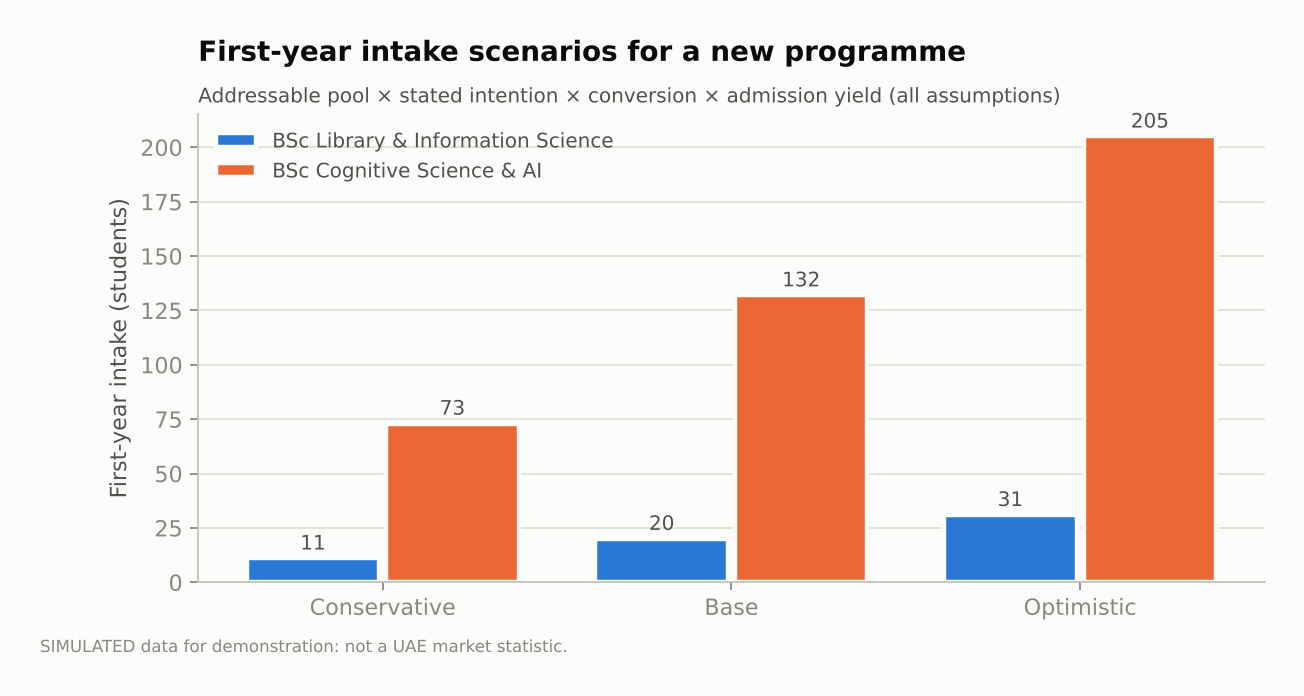 First-year intake scenarios for a new programme
Addressable pool × stated intention × conversion × admission yield (all assumptions)
BSc Library & Information Science
BSc Cognitive Science & AI
First-year intake (students)
200
175
150
125
100
75
50
25
0
11
73
20
132
31
205
Conservative
Base
Optimistic
SIMULATED data for demonstration: not a UAE market statistic.